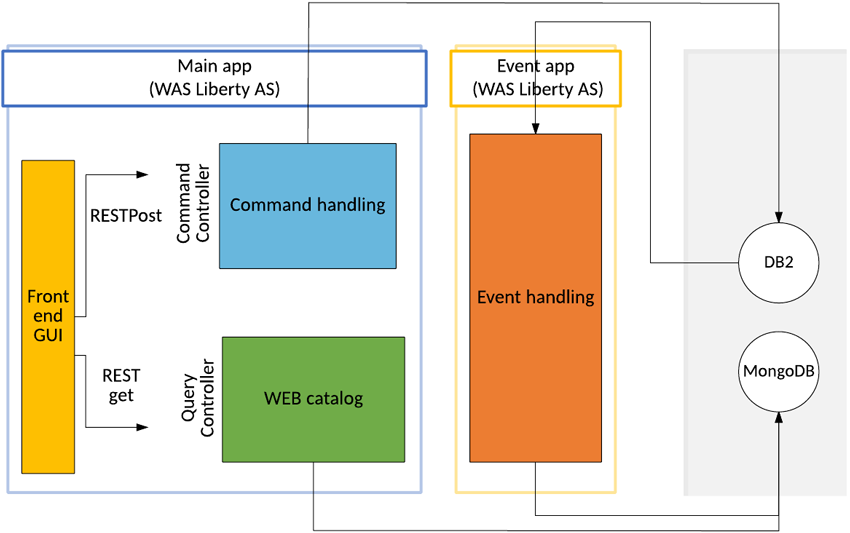 Main app
(WAS Liberty AS)
Event app
(WAS Liberty AS)
Front
end
GUI
RESTPost
Command
Controller
Command handling
REST
get
Query
Controller
WEB catalog
Event handling
DB2
MongoDB